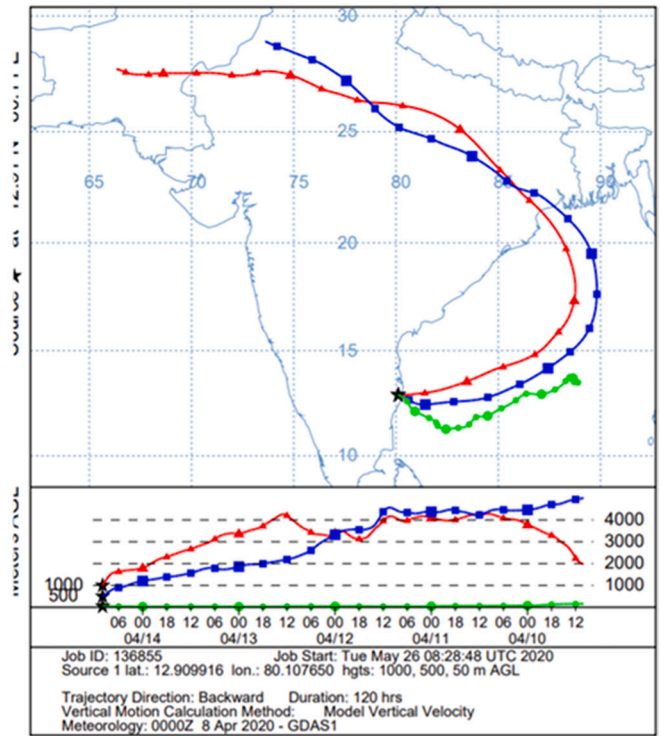 30
25
65 70 75 80 85 90
20
15
10
4000
3000
2000
1000 1000
500
06 00 18 12 06 00 18 12 06 00 18 12 06 00 18 12 06 00 18 12
04/14 04/13 04/12 04/11 04/10
Job ID: 136855 Job Start: Tue May 26 08:28:48 UTC 2020
Source 1 lat.: 12.909916 lon.: 80.107650 hgts: 1000, 500, 50 m AGL
Trajectory Direction: Backward Duration: 120 hrs
Vertical Motion Calculation Method: Model Vertical Velocity
Meteorology: 0000Z 8 Apr 2020 - GDAS1